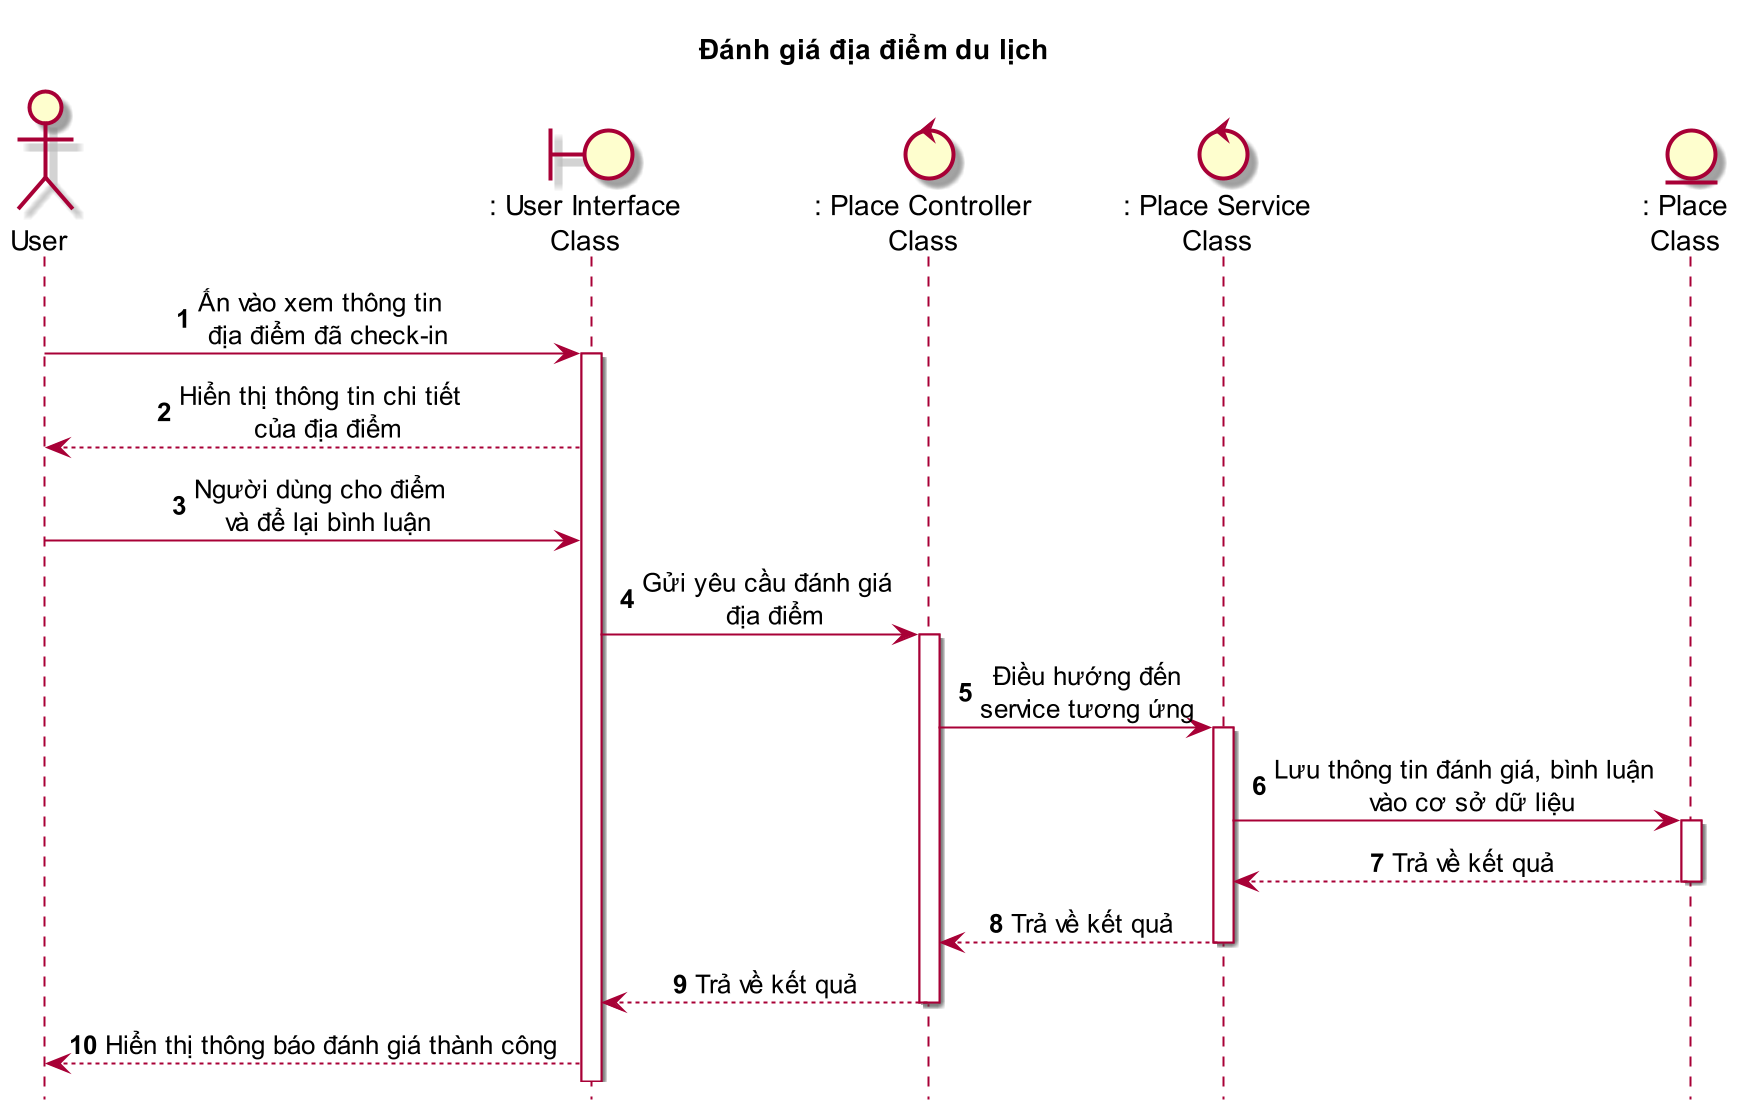 Đánh giá địa điểm du lịch
User
: User Interface
Class
: Place Controller
Class
: Place Service
Class
: Place
Class
1 Ấn vào xem thông tin
địa điểm đã check-in
2 Hiển thị thông tin chi tiết
của địa điểm
3 Người dùng cho điểm
và để lại bình luận
4 Gửi yêu cầu đánh giá
địa điểm
5 Điều hướng đến
service tương ứng
6 Lưu thông tin đánh giá, bình luận
vào cơ sở dữ liệu
7 Trả về kết quả
8 Trả về kết quả
9 Trả về kết quả
10 Hiển thị thông báo đánh giá thành công